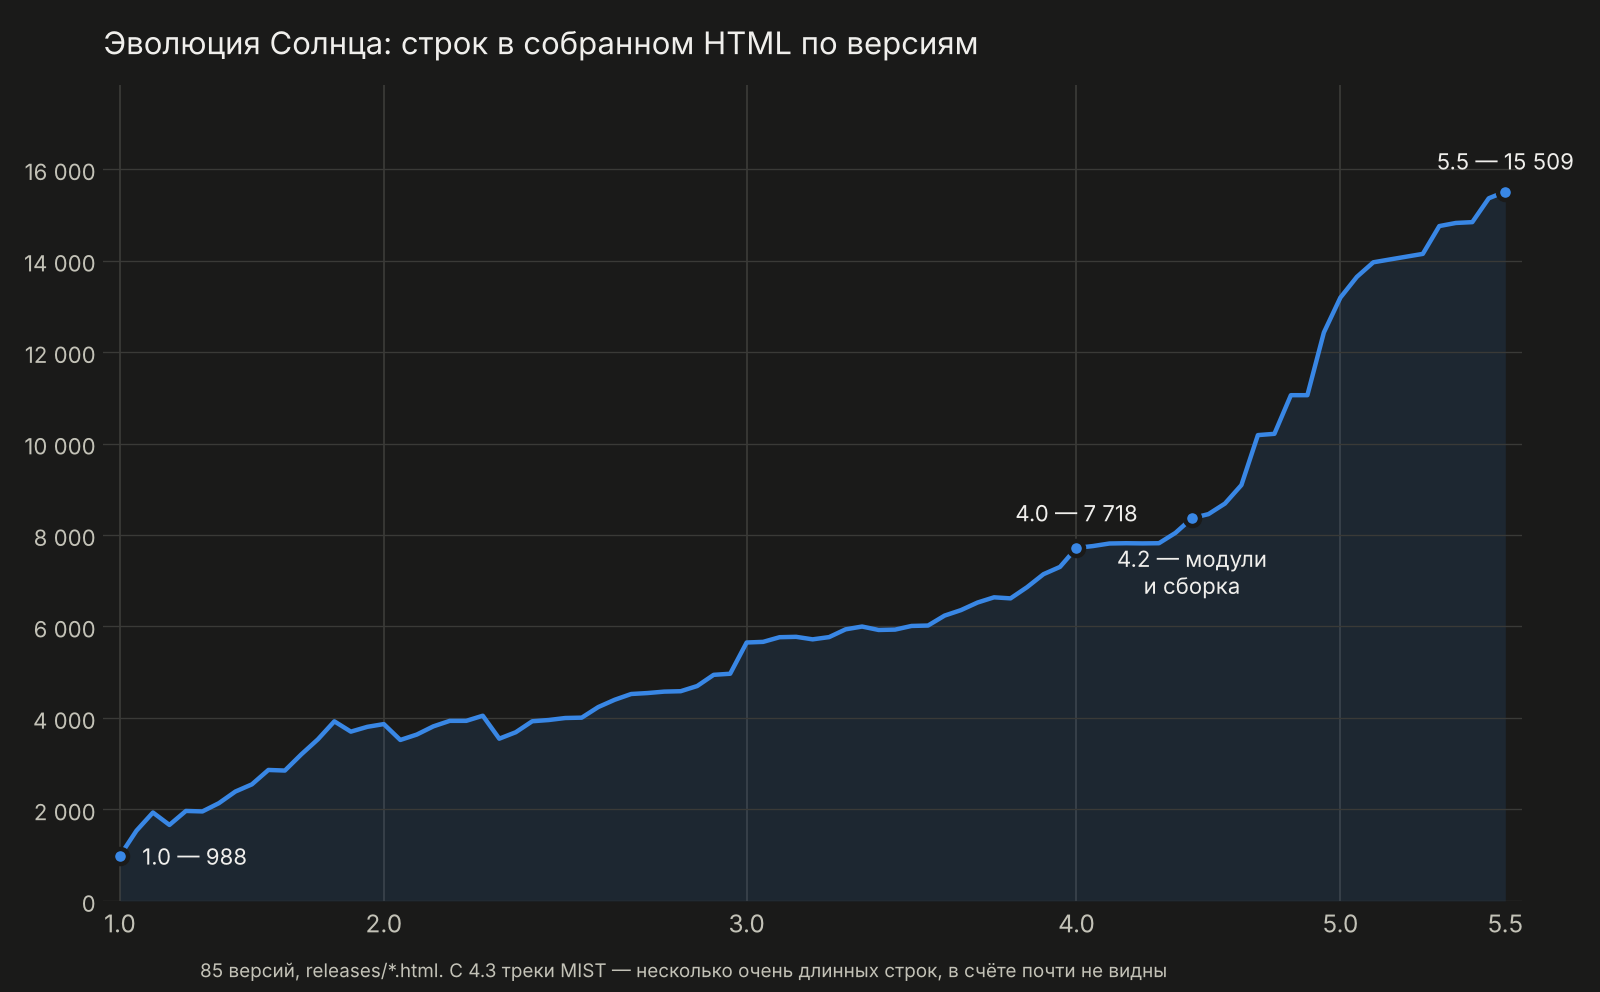 Эволюция Солнца: строк в собранном HTML по версиям
5.5 — 15 509
16 000
14 000
12 000
10 000
4.0 — 7 718
8 000
4.2 — модули
и сборка
6 000
4 000
2 000
1.0 — 988
0
1.0 2.0 3.0 4.0 5.0 5.5
85 версий, releases/*.html. С 4.3 треки MIST — несколько очень длинных строк, в счёте почти не видны